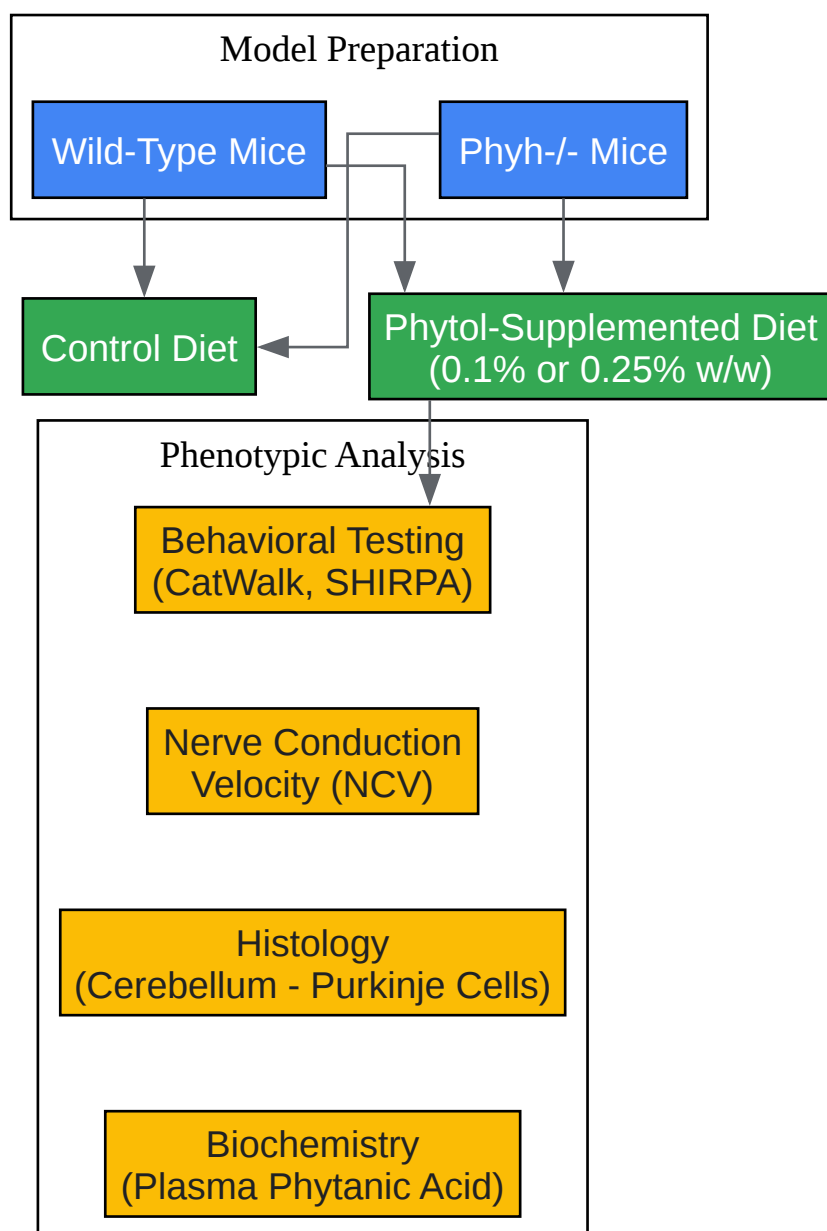 Model Preparation
Wild-Type Mice
Phyh-/- Mice
Control Diet
Phytol-Supplemented Diet
(0.1% or 0.25% w/w)
Phenotypic Analysis
Behavioral Testing
(CatWalk, SHIRPA)
Nerve Conduction
Velocity (NCV)
Histology
(Cerebellum - Purkinje Cells)
Biochemistry
(Plasma Phytanic Acid)